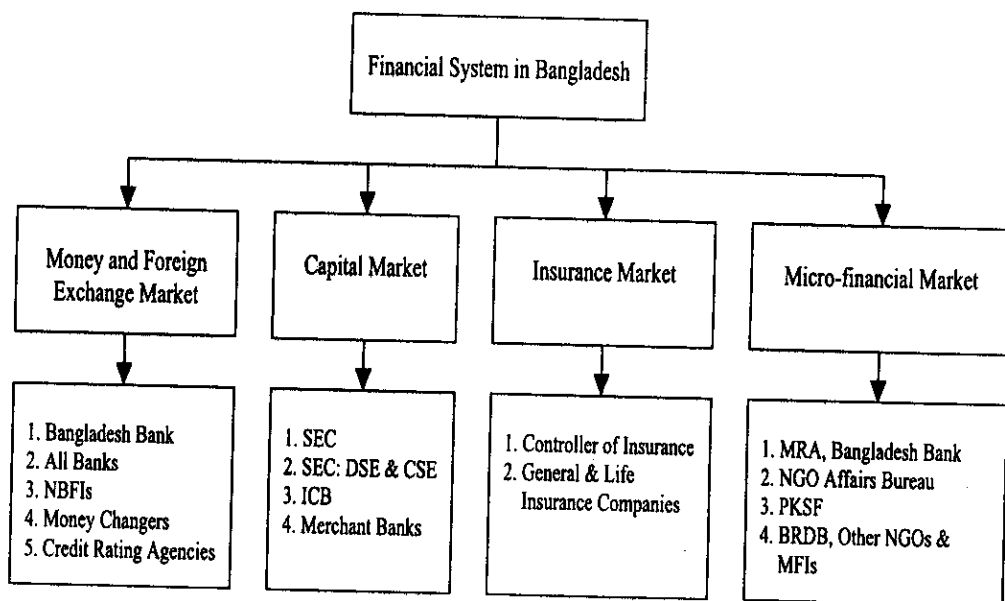 Financial System in Bangladesh
Money and Foreign
Exchange Market
Capital Market
Insurance Market
Micro-financial Market
1. Bangladesh Bank
2. All Banks
3. NBFIs
4. Money Changers
5. Credit Rating Agencies
1. SEC
2. SEC: DSE & CSE
3. ICB
4. Merchant Banks
1. Controller of Insurance
2. General & Life
Insurance Companies
1. MRA, Bangladesh Bank
2. NGO Affairs Bureau
3. PKSF
4. BRDB, Other NGOs &
MFIs